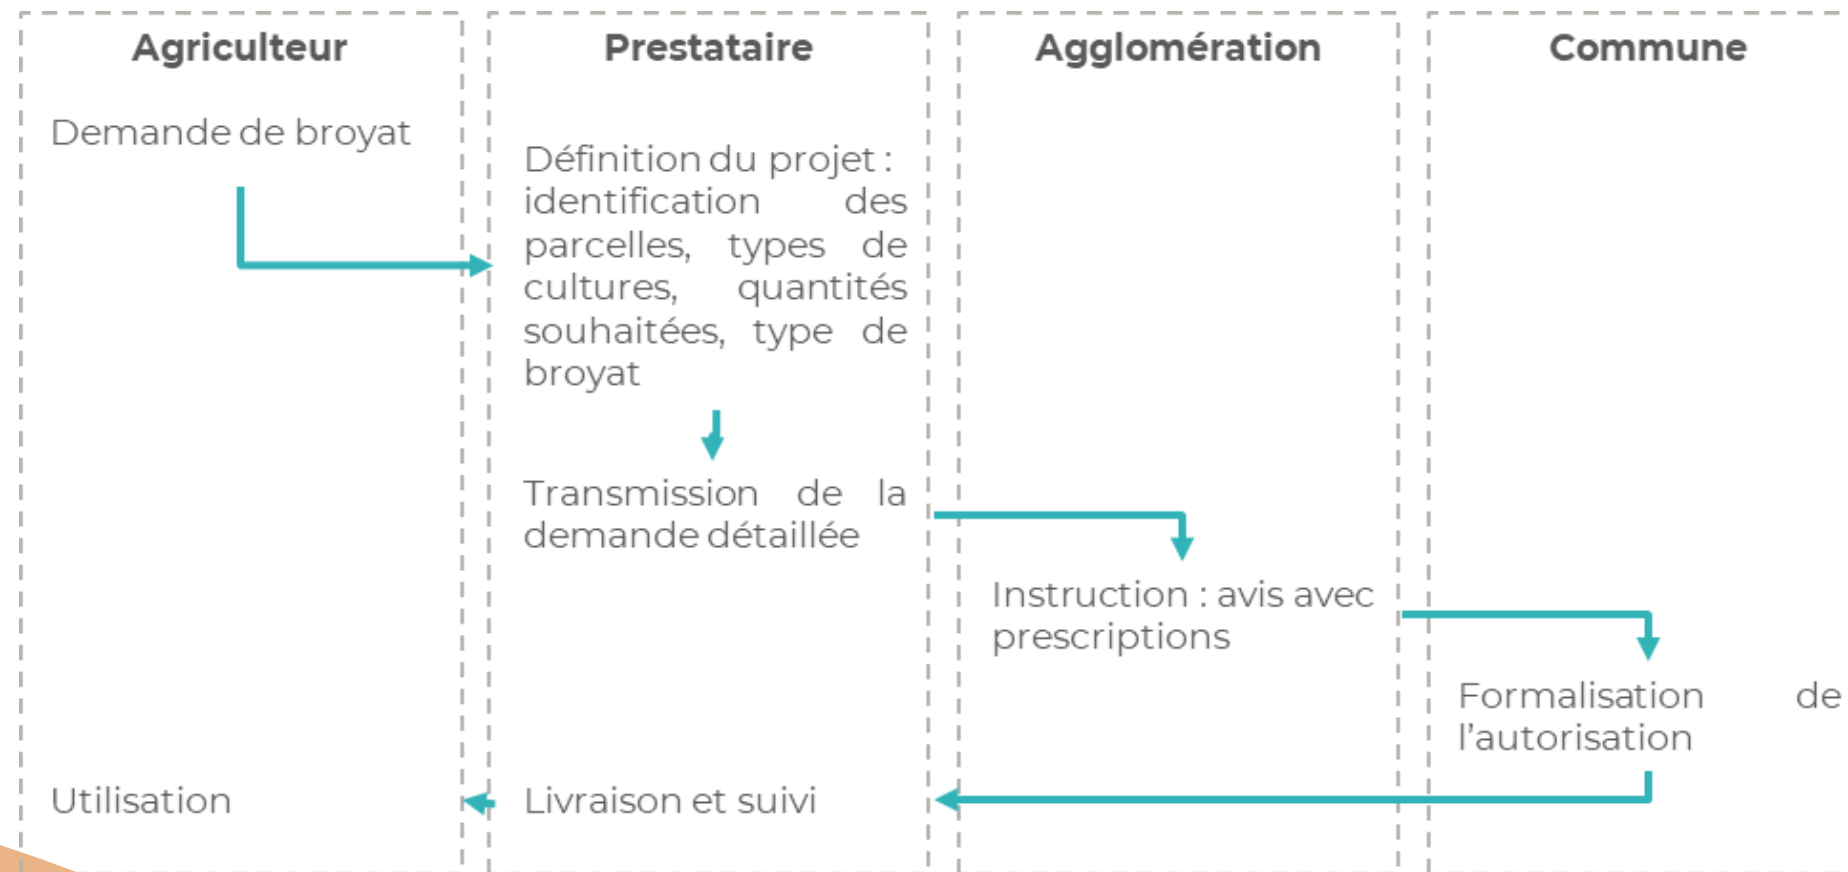 Agriculteur
Prestataire
Agglomération
Commune
Demande de broyat
Définition du projet :
identification des
parcelles, types de
cultures, quantités
souhaitées, type de
broyat
Transmission de la
demande détaillée
Instruction : avis avec
prescriptions
Formalisation de
l’autorisation
Livraison et suivi
Utilisation